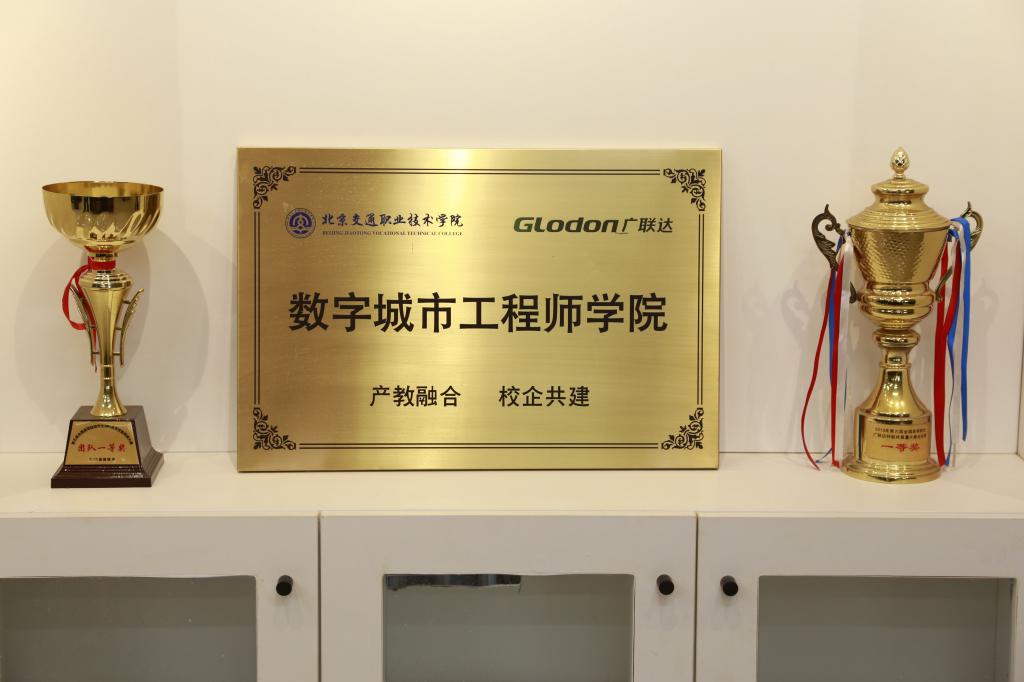 北京交通职业技术学院
BEIJING JIAOTONG VOCATIONAL TECHNICAL COLLEGE
GLodon广联达
数字城市工程师学院
产教融合 校企共建
团队一等奖
一等奖